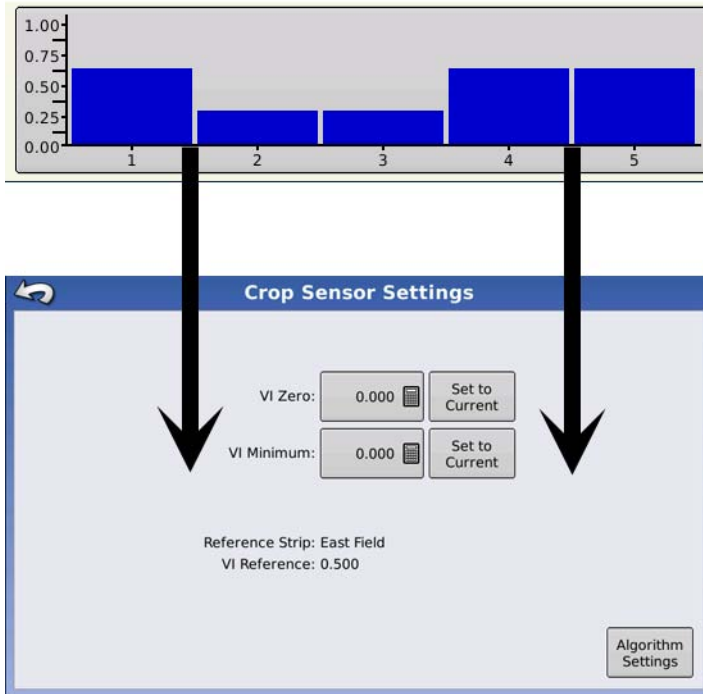 1.00
0.75
0.50
0.25
0.00
1 2 3 4 5
Crop Sensor Settings
VI Zero: 0.000 Set to Current
VI Minimum: 0.000 Set to Current
Reference Strip: East Field
VI Reference: 0.500
Algorithm
Settings